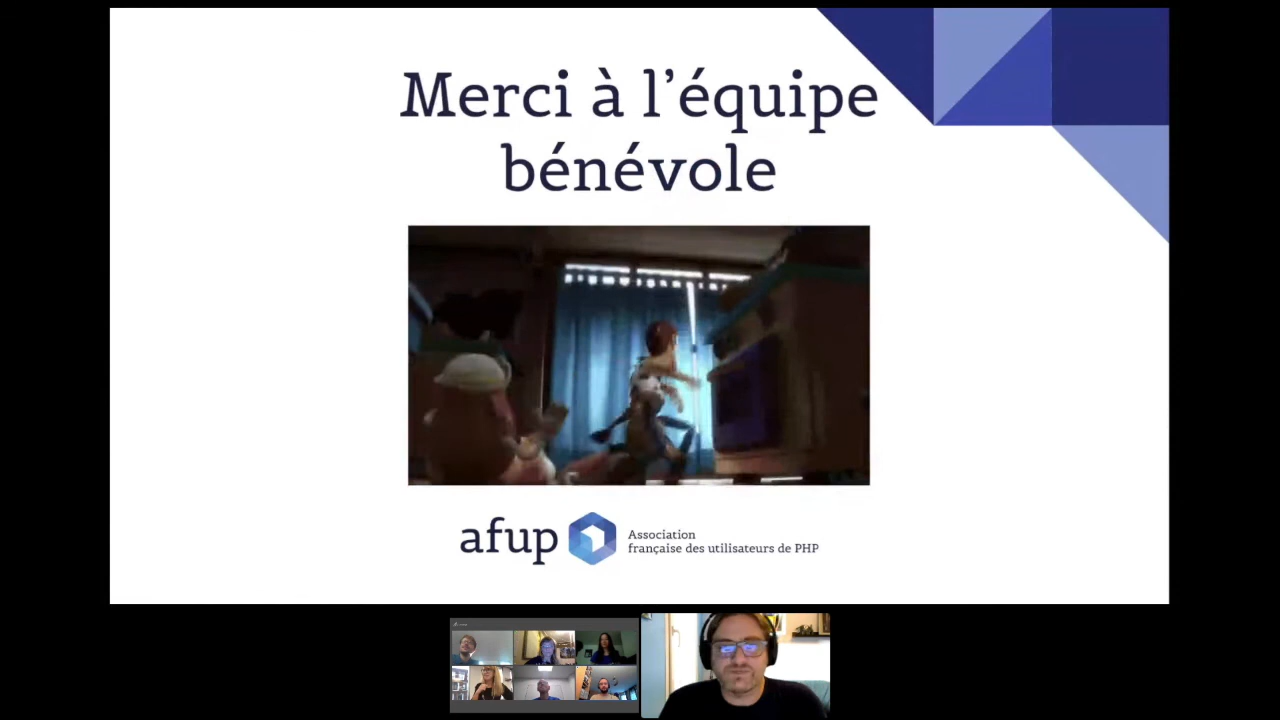 Merci à l’équipe
bénévole
afup
Association
française des utilisateurs de PHP